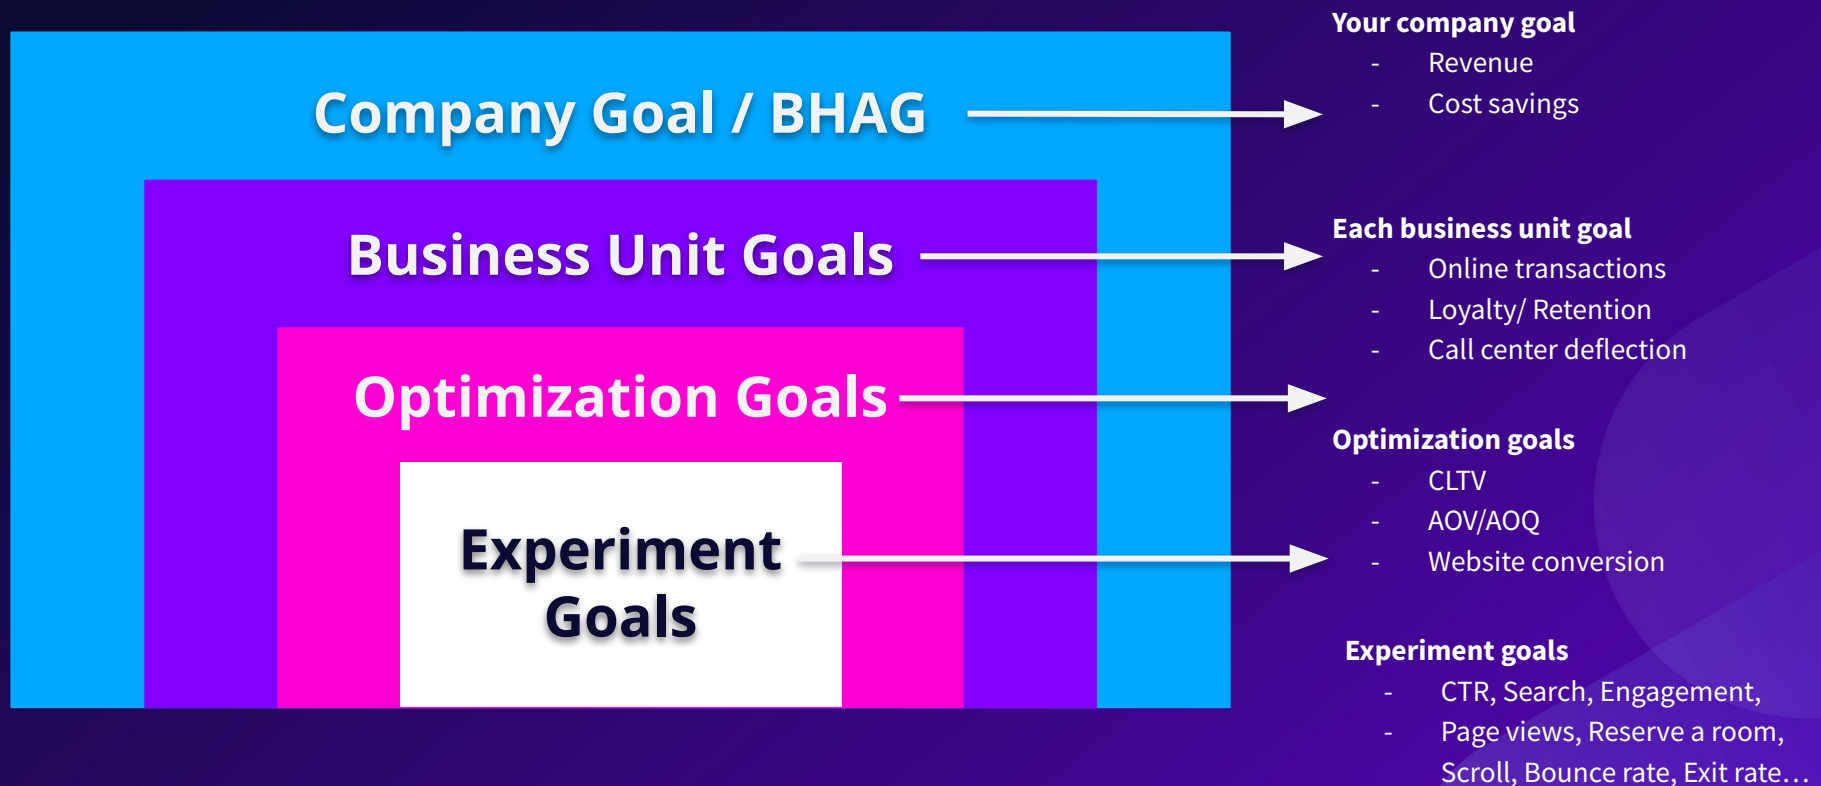 Company Goal / BHAG
Business Unit Goals
Optimization Goals
Experiment
Goals
Your company goal
- Revenue
- Cost savings
Each business unit goal
- Online transactions
- Loyalty/ Retention
- Call center deflection
Optimization goals
- CLTV
- AOV/AOQ
- Website conversion
Experiment goals
- CTR, Search, Engagement,
- Page views, Reserve a room,
Scroll, Bounce rate, Exit rate...